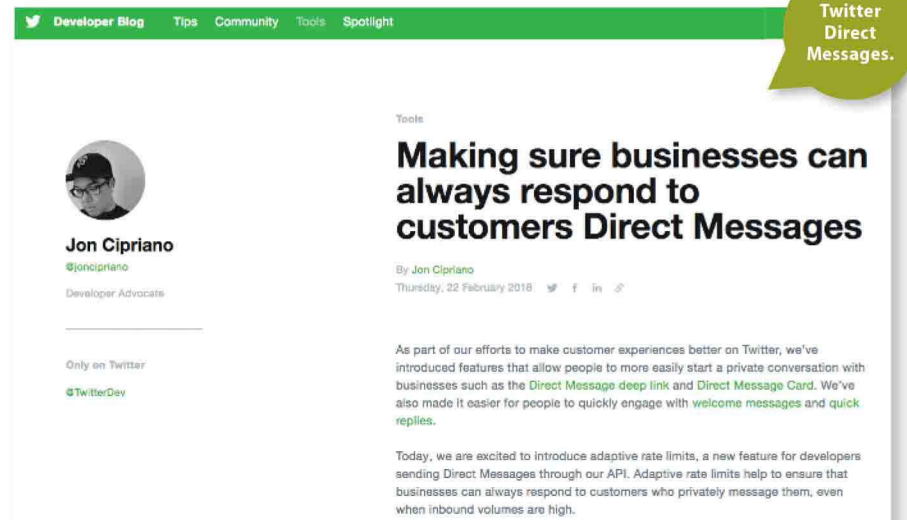 Developer Blog Tips Community Tools Spotlight
Twitter
Direct
Messages.
Tools
Making sure businesses can
always respond to
customers Direct Messages
Jon Cipriano
@joncipriano
Developer Advocate
Only on Twitter
@TwitterDev
By Jon Cipriano
Thursday, 22 February 2018
As part of our efforts to make customer experiences better on Twitter, we've
introduced features that allow people to more easily start a private conversation with
businesses such as the Direct Message deep link and Direct Message Card. We've
also made it easier for people to quickly engage with welcome messages and quick
replies.
Today, we are excited to introduce adaptive rate limits, a new feature for developers
sending Direct Messages through our API. Adaptive rate limits help to ensure that
businesses can always respond to customers who privately message them, even
when inbound volumes are high.